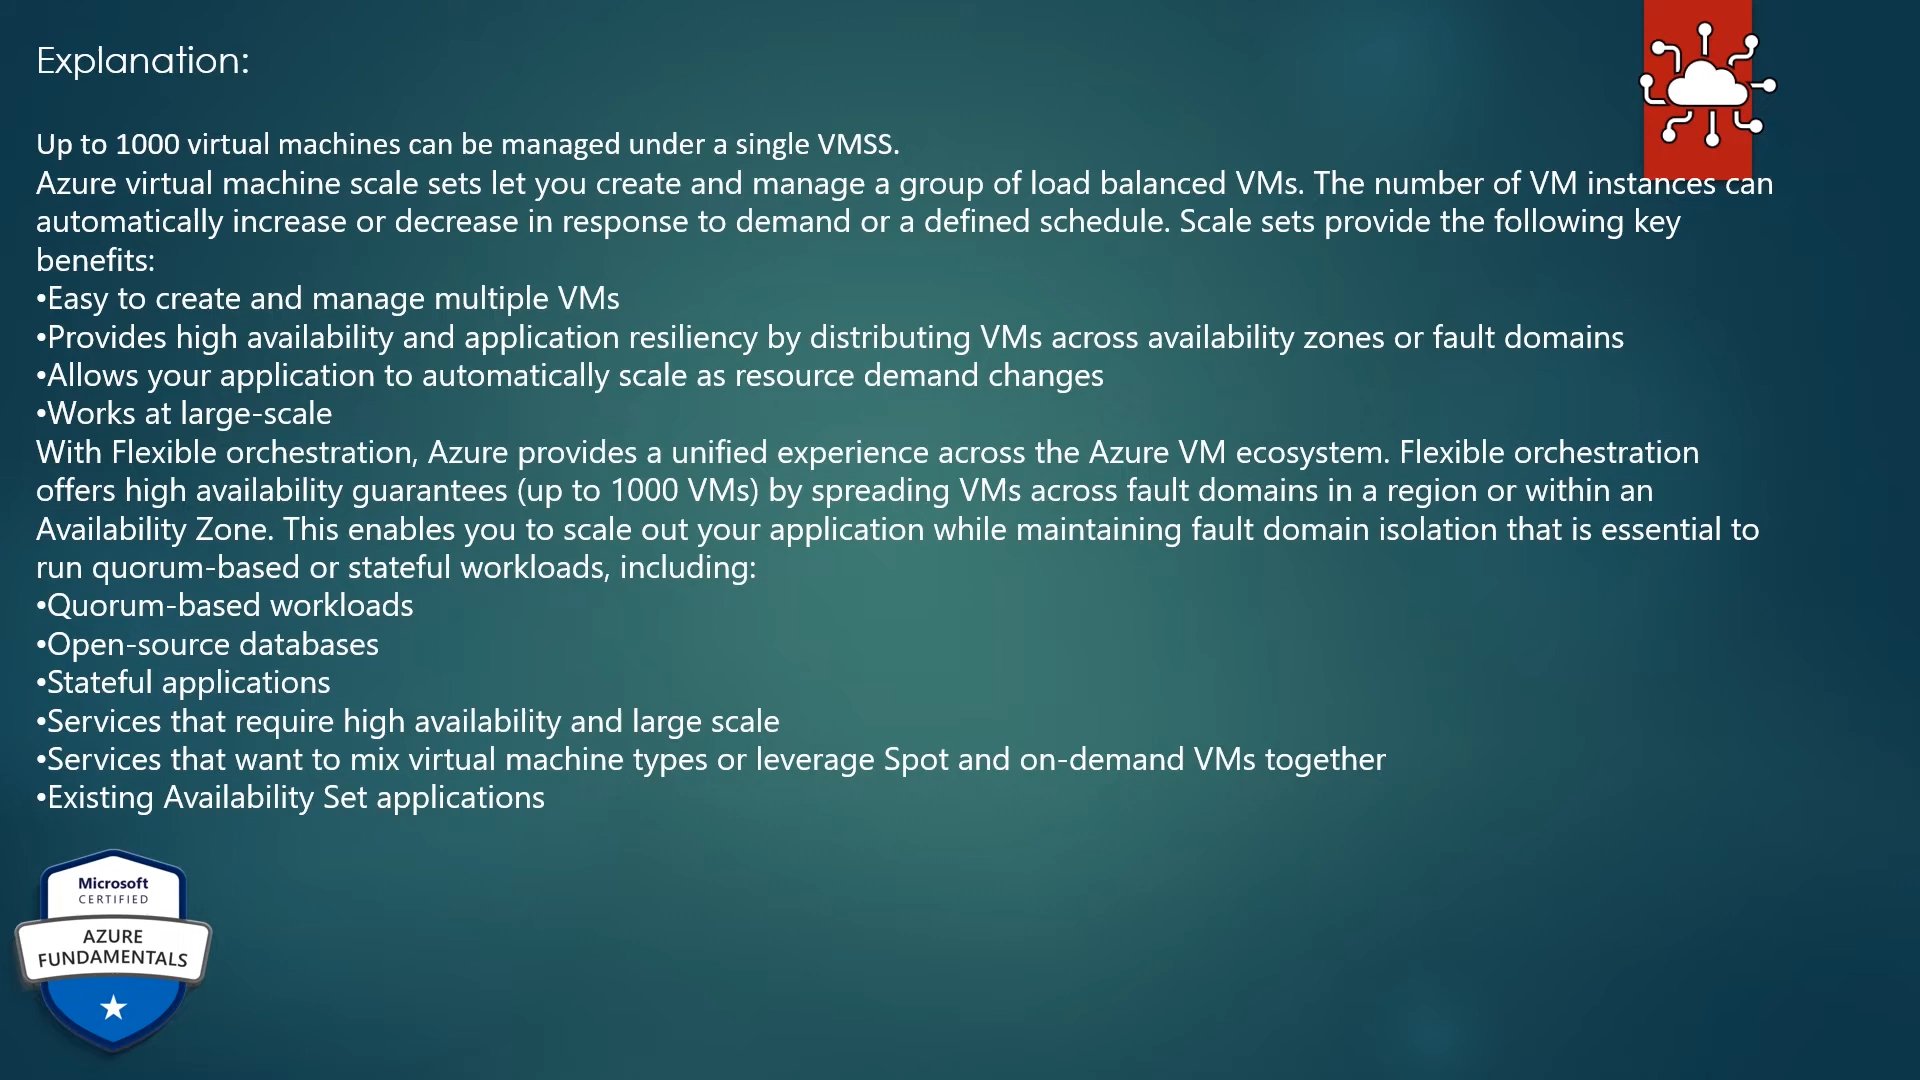 Explanation:
Up to 1000 virtual machines can be managed under a single VMSS.
Azure virtual machine scale sets let you create and manage a group of load balanced VMs. The number of VM instances can
automatically increase or decrease in response to demand or a defined schedule. Scale sets provide the following key
benefits:
•Easy to create and manage multiple VMs
•Provides high availability and application resiliency by distributing VMs across availability zones or fault domains
•Allows your application to automatically scale as resource demand changes
•Works at large-scale
With Flexible orchestration, Azure provides a unified experience across the Azure VM ecosystem. Flexible orchestration
offers high availability guarantees (up to 1000 VMs) by spreading VMs across fault domains in a region or within an
Availability Zone. This enables you to scale out your application while maintaining fault domain isolation that is essential to
run quorum-based or stateful workloads, including:
•Quorum-based workloads
•Open-source databases
•Stateful applications
•Services that require high availability and large scale
•Services that want to mix virtual machine types or leverage Spot and on-demand VMs together
•Existing Availability Set applications
Microsoft
CERTIFIED
AZURE
FUNDAMENTALS